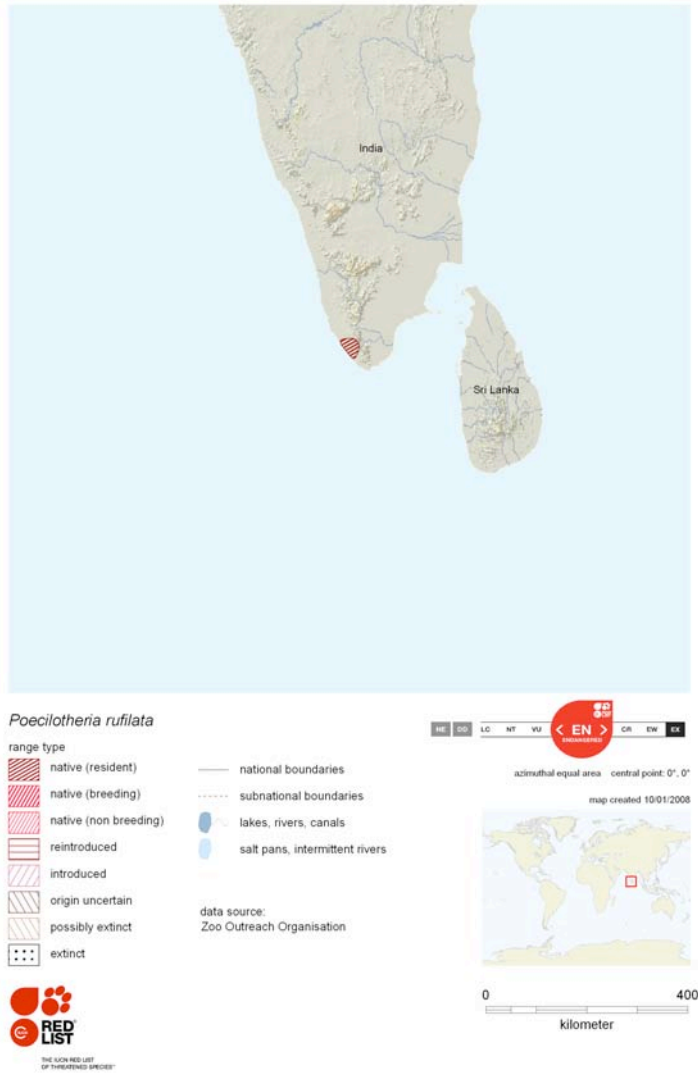 India
Sri Lanka
Poecilotheria rufilata
range type
native (resident)
native (breeding)
native (non breeding)
reintroduced
introduced
origin uncertain
possibly extinct
extinct
national boundaries
subnational boundaries
lakes, rivers, canals
salt pans, intermittent rivers
data source:
Zoo Outreach Organisation
NE DD LC NT VU < EN > CR EW EX
ENDANGERED
azimuthal equal area central point: 0°, 0°
map created 10/01/2008
0 400
kilometer
RED
LIST
THE IUCN RED LIST
OF THREATENED SPECIES™